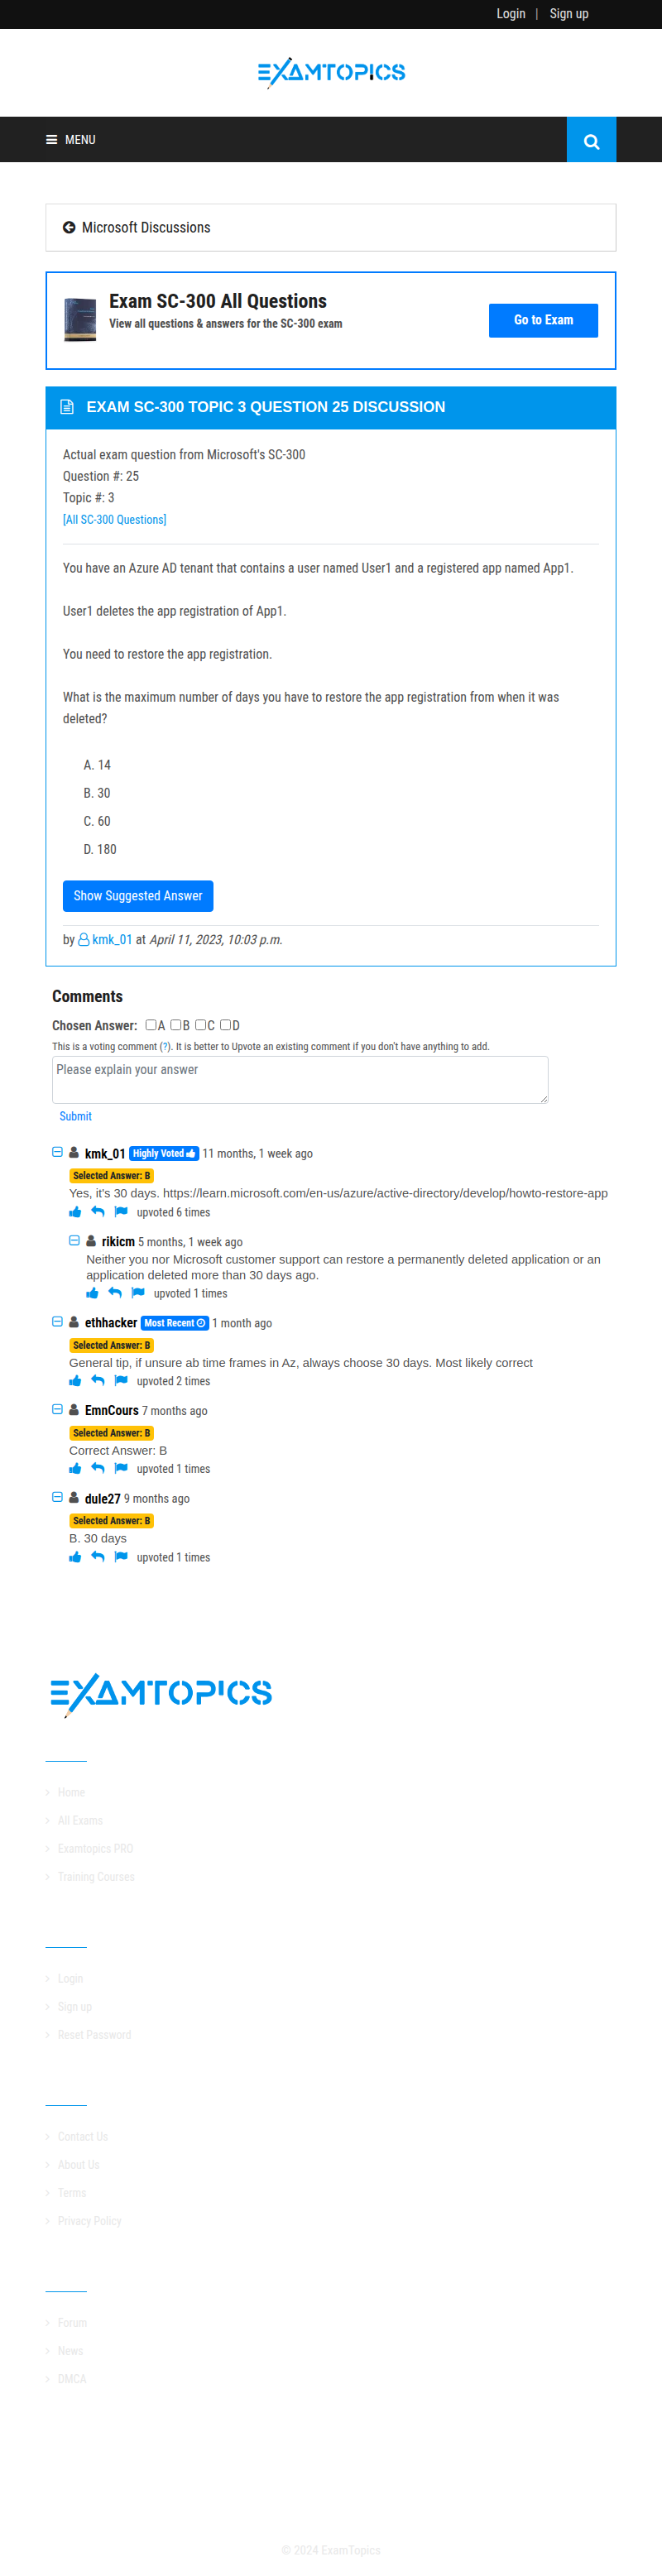 Login | Sign up
EXAMTOPICS
MENU
Microsoft Discussions
Exam SC-300 All Questions
View all questions & answers for the SC-300 exam
Go to Exam
EXAM SC-300 TOPIC 3 QUESTION 25 DISCUSSION
Actual exam question from Microsoft's SC-300
Question #: 25
Topic #: 3
[All SC-300 Questions]
You have an Azure AD tenant that contains a user named User1 and a registered app named App1.
User1 deletes the app registration of App1.
You need to restore the app registration.
What is the maximum number of days you have to restore the app registration from when it was
deleted?
A. 14
B. 30
C. 60
D. 180
Show Suggested Answer
by kmk_01 at April 11, 2023, 10:03 p.m.
Comments
Chosen Answer: A B C D
This is a voting comment (?). It is better to Upvote an existing comment if you don't have anything to add.
Please explain your answer
Submit
kmk_01 Highly Voted 11 months, 1 week ago
Selected Answer: B
Yes, it's 30 days. https://learn.microsoft.com/en-us/azure/active-directory/develop/howto-restore-app
upvoted 6 times
rikicm 5 months, 1 week ago
Neither you nor Microsoft customer support can restore a permanently deleted application or an
application deleted more than 30 days ago.
upvoted 1 times
ethhacker Most Recent 1 month ago
Selected Answer: B
General tip, if unsure ab time frames in Az, always choose 30 days. Most likely correct
upvoted 2 times
EmnCours 7 months ago
Selected Answer: B
Correct Answer: B
upvoted 1 times
dule27 9 months ago
Selected Answer: B
B. 30 days
upvoted 1 times
EXAMTOPICS
Home
All Exams
Examtopics PRO
Training Courses
Login
Sign up
Reset Password
Contact Us
About Us
Terms
Privacy Policy
Forum
News
DMCA
© 2024 ExamTopics